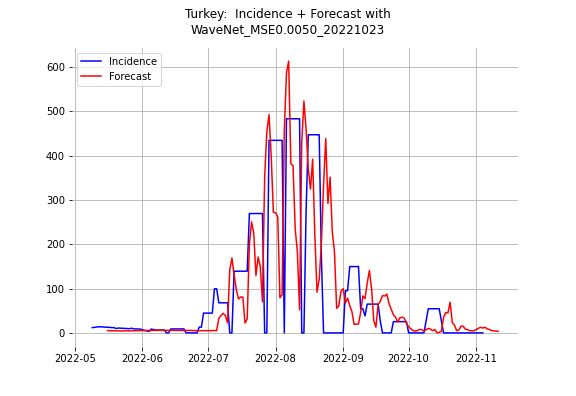 Turkey:  Incidence + Forecast with
WaveNet_MSE0.0050_20221023
Incidence
Forecast
600
500
400
300
200
100
0
2022-05 2022-06 2022-07 2022-08 2022-09 2022-10 2022-11